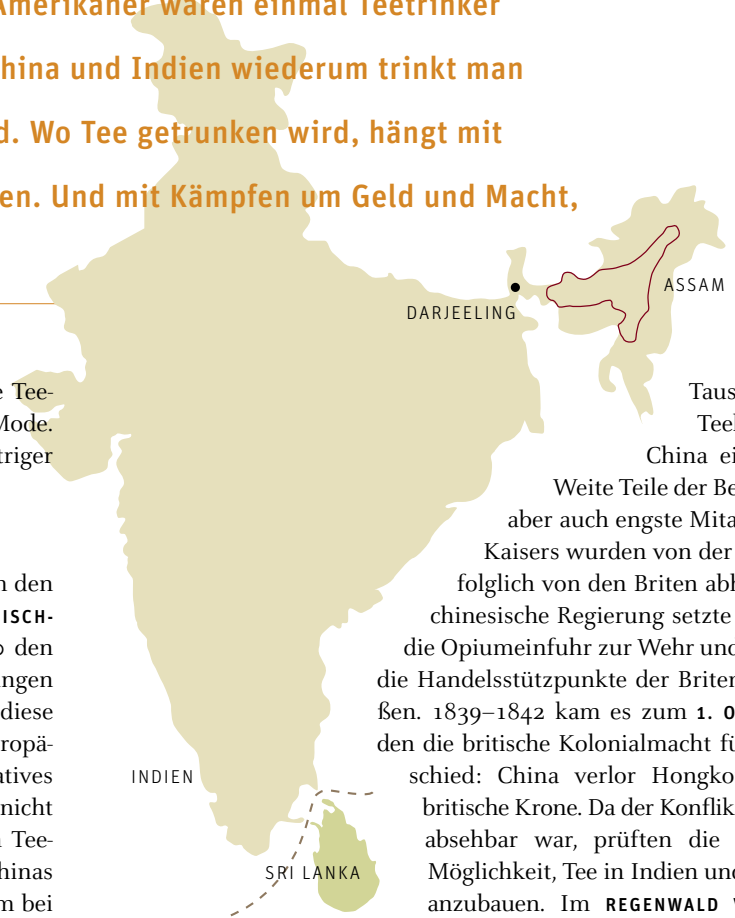 Amerikaner waren einmal Teetrinker
hina und Indien wiederum trinkt man
d. Wo Tee getrunken wird, hängt mit
en. Und mit Kämpfen um Geld und Macht,
ASSAM
DARJEELING
INDIEN
SRI LANKA
e Tee-
Mode.
triger
n den
ISCH-
o den
ngen
diese
ropä-
atives
nicht
n Tee-
hinas
m bei
Taus
Teel
China ei
Weite Teile der Be
aber auch engste Mita
Kaisers wurden von der
folglich von den Briten abh
chinesische Regierung setzte
die Opiumeinfuhr zur Wehr und
die Handelsstützpunkte der Briten
ßen. 1839–1842 kam es zum 1. O
den die britische Kolonialmacht fü
schied: China verlor Hongko
britische Krone. Da der Konflik
absehbar war, prüften die
Möglichkeit, Tee in Indien und
anzubauen. Im REGENWALD V